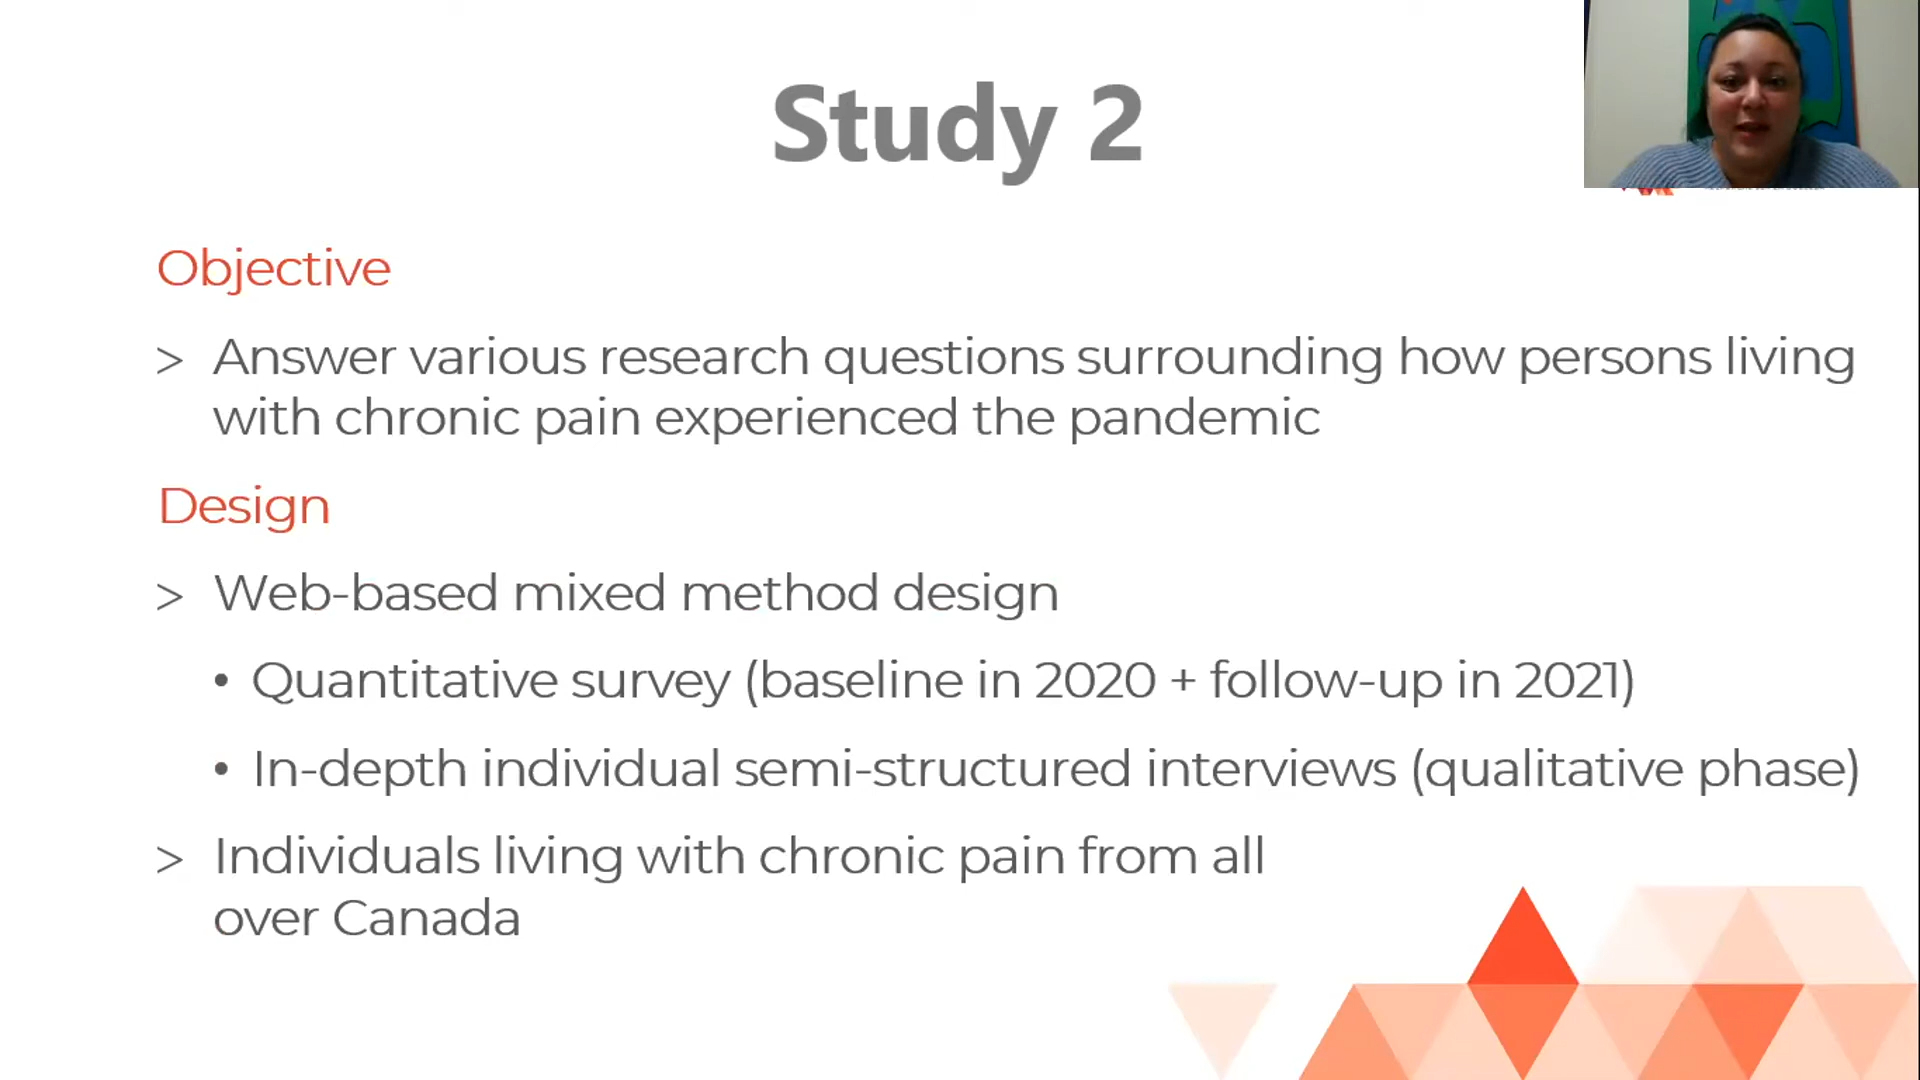 Study 2
Objective
> Answer various research questions surrounding how persons living
with chronic pain experienced the pandemic
Design
> Web-based mixed method design
• Quantitative survey (baseline in 2020 + follow-up in 2021)
• In-depth individual semi-structured interviews (qualitative phase)
> Individuals living with chronic pain from all
over Canada